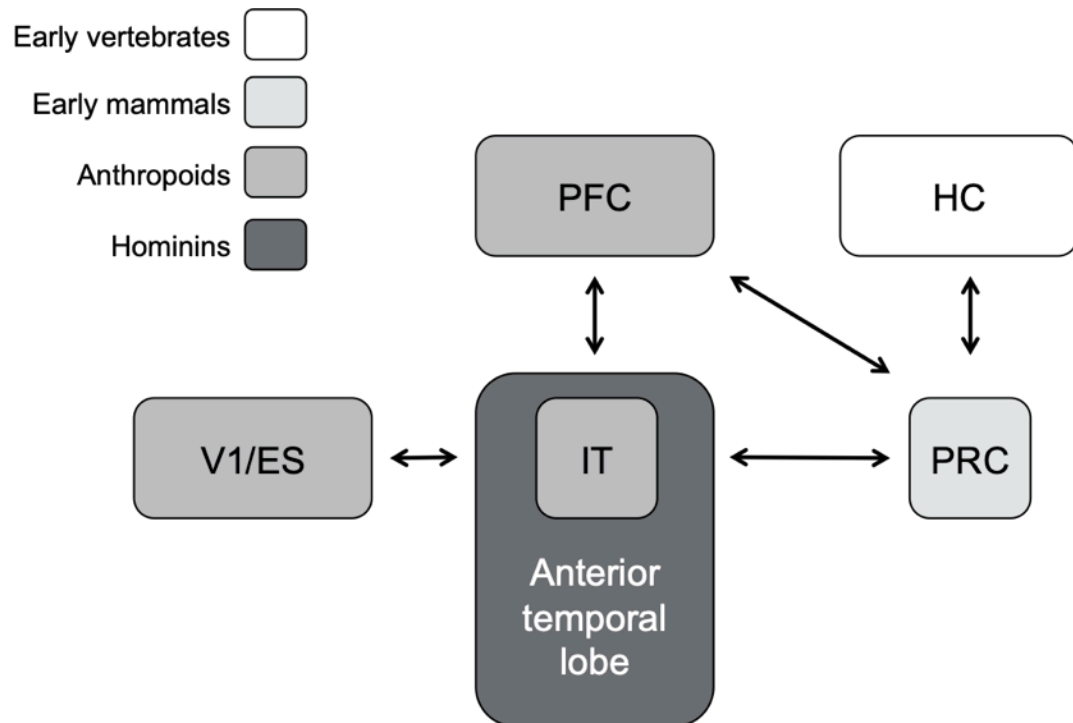 Early vertebrates
Early mammals
Anthropoids
Hominins
PFC
HC
V1/ES
IT
PRC
Anterior
temporal
lobe